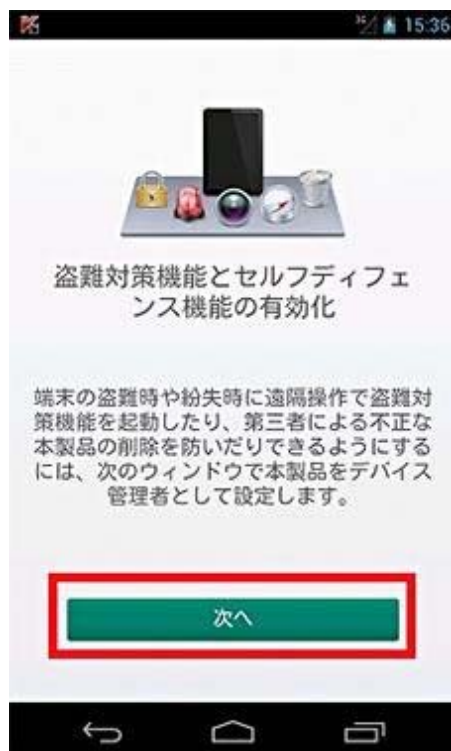 3G 15:36
盗難対策機能とセルフディフェ
ンス機能の有効化
端末の盗難時や紛失時に遠隔操作で盗難対
策機能を起動したり、第三者による不正な
本製品の削除を防いだりできるようにする
には、次のウィンドウで本製品をデバイス
管理者として設定します。
次へ